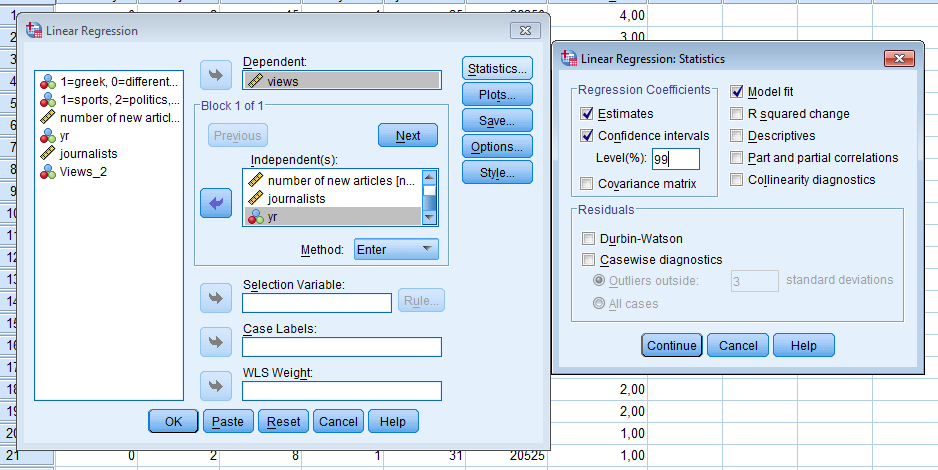 Linear Regression
1=greek, 0=different...
1=sports, 2=politics,...
number of new articl...
yr
journalists
Views_2
Dependent:
views
Block 1 of 1
Previous
Next
Independent(s):
number of new articles [n...
journalists
yr
Method: Enter
Selection Variable:
Rule...
Case Labels:
WLS Weight:
Statistics...
Plots...
Save...
Options...
Style...
OK Paste Reset Cancel Help
Linear Regression: Statistics
Regression Coefficients
Estimates
Confidence intervals
Level(%): 99
Covariance matrix
Model fit
R squared change
Descriptives
Part and partial correlations
Collinearity diagnostics
Residuals
Durbin-Watson
Casewise diagnostics
Outliers outside: 3 standard deviations
All cases
Continue Cancel Help
4,00
3,00
18 2,00
19 2,00
20 1,00
21 0 2 8 1 31 20525 1,00